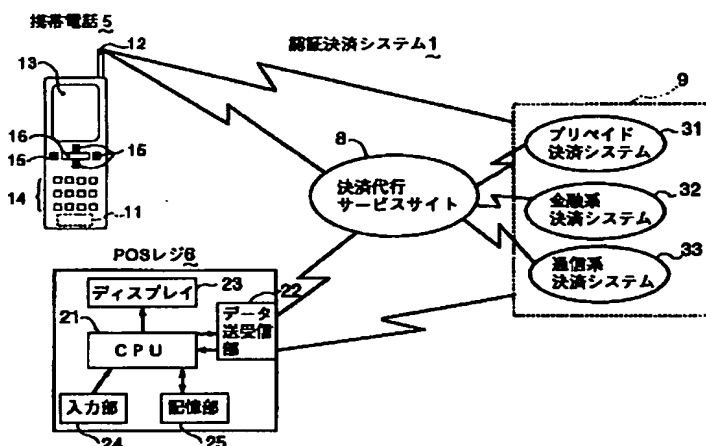 携帯電話5
12
認証決済システム1
13
9
16
15
15
14
11
8
決済代行
サービスサイト
プリペイド
決済システム
31
金融系
決済システム
32
通信系
決済システム
33
POSレジ6
ディスプレイ
23
22
データ
送受信
部
21
CPU
入力部
記憶部
24
25